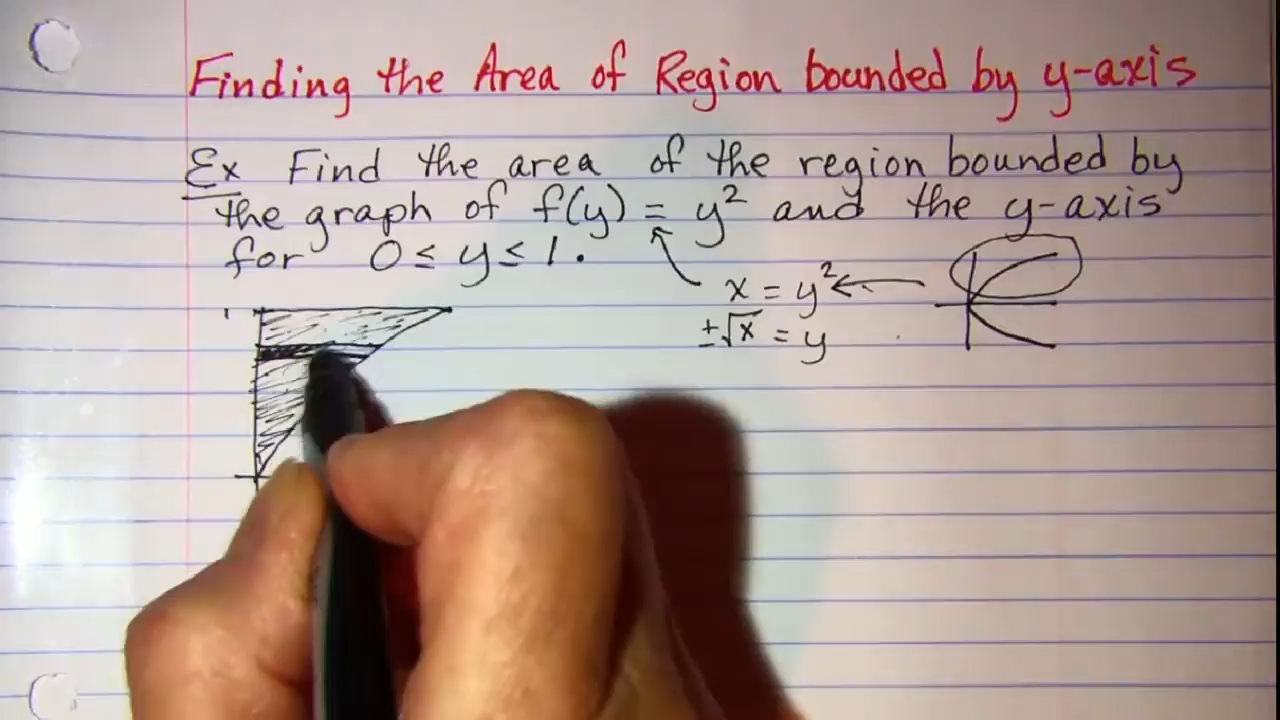 Finding the Area of Region bounded by y-axis
Ex Find the area of the region bounded by
the graph of f(y) = y² and the y-axis
for 0 ≤ y ≤ 1.
x = y²
±√x = y
1